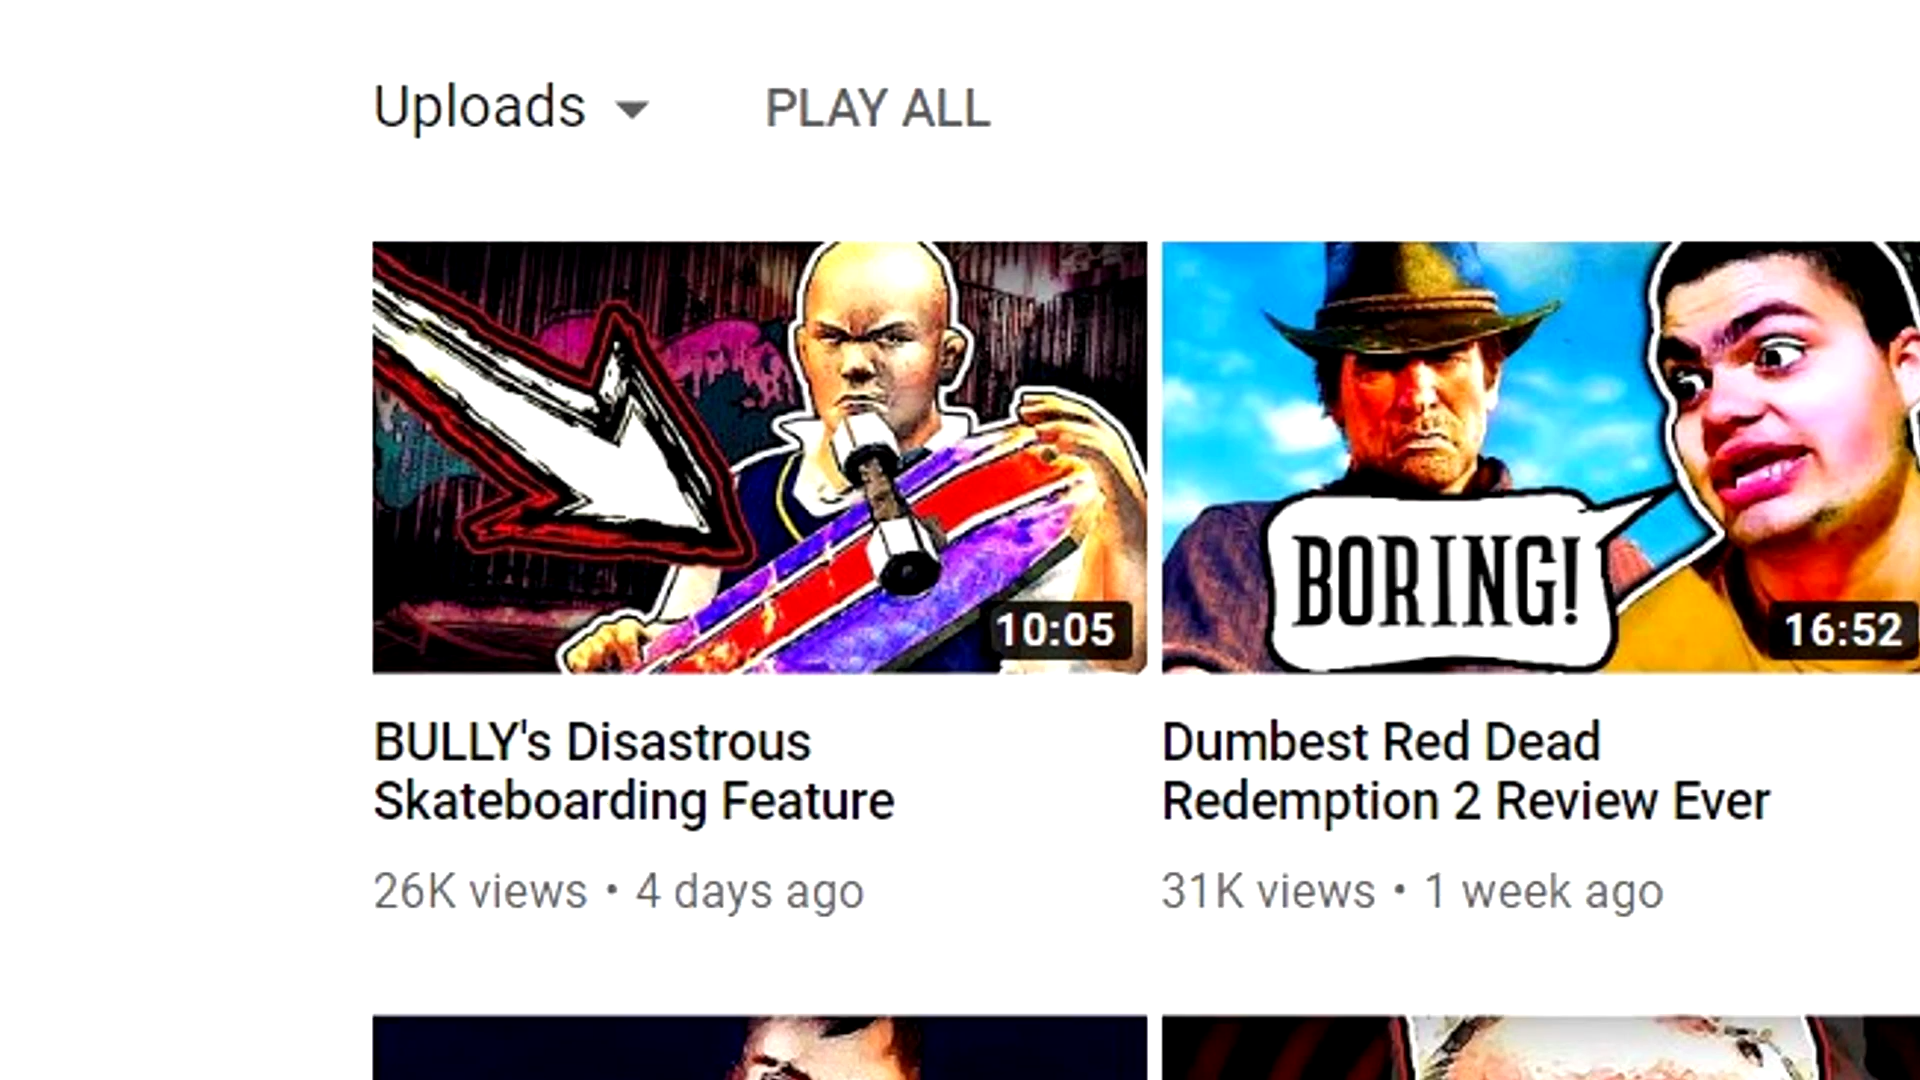 Uploads PLAY ALL
10:05
BORING!
16:52
BULLY's Disastrous
Skateboarding Feature
26K views • 4 days ago
Dumbest Red Dead
Redemption 2 Review Ever
31K views • 1 week ago